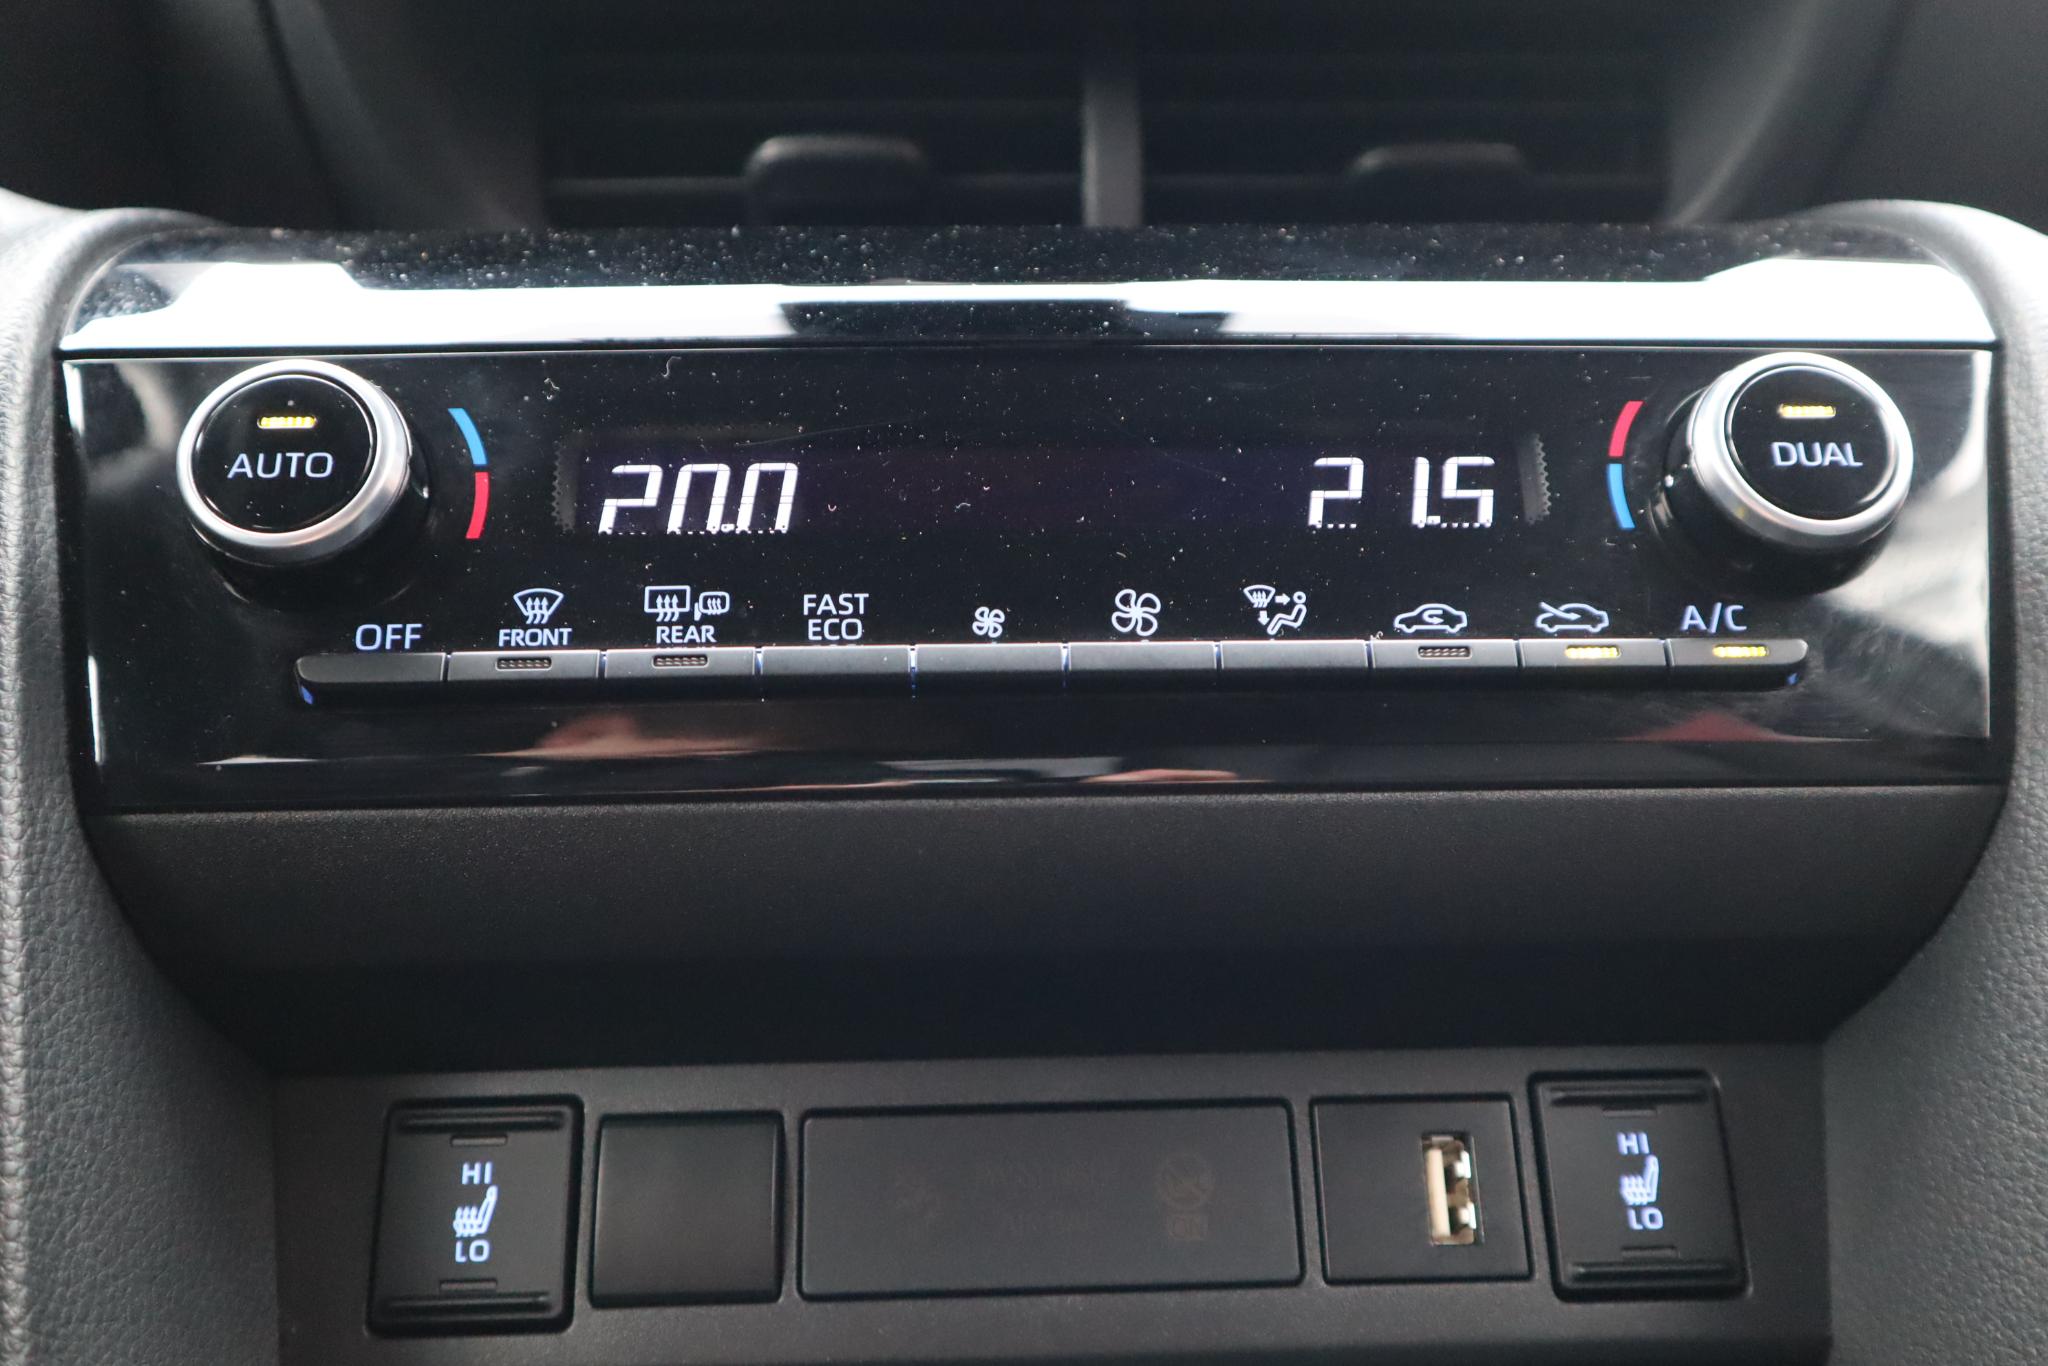 AUTO
20.0
21.5
DUAL
OFF
FRONT
REAR
FAST
ECO
A/C
HI
LO
HI
LO